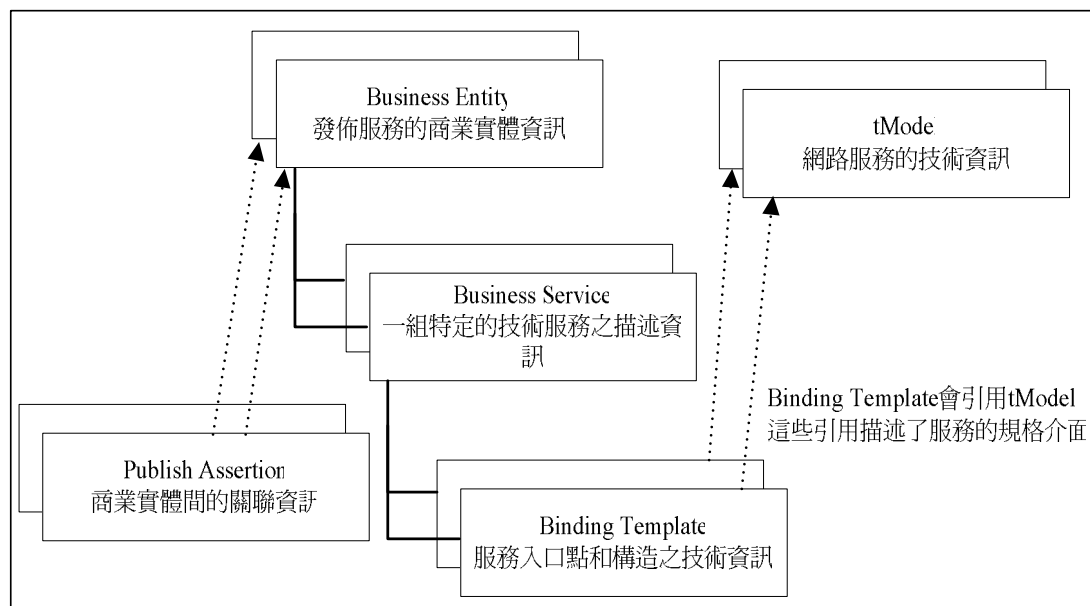 Business Entity
發佈服務的商業實體資訊
tMode
網路服務的技術資訊
Business Service
一組特定的技術服務之描述資
訊
Binding Template會引用tModel
這些引用描述了服務的規格介面
Publish Assertion
商業實體間的關聯資訊
Binding Template
服務入口點和構造之技術資訊